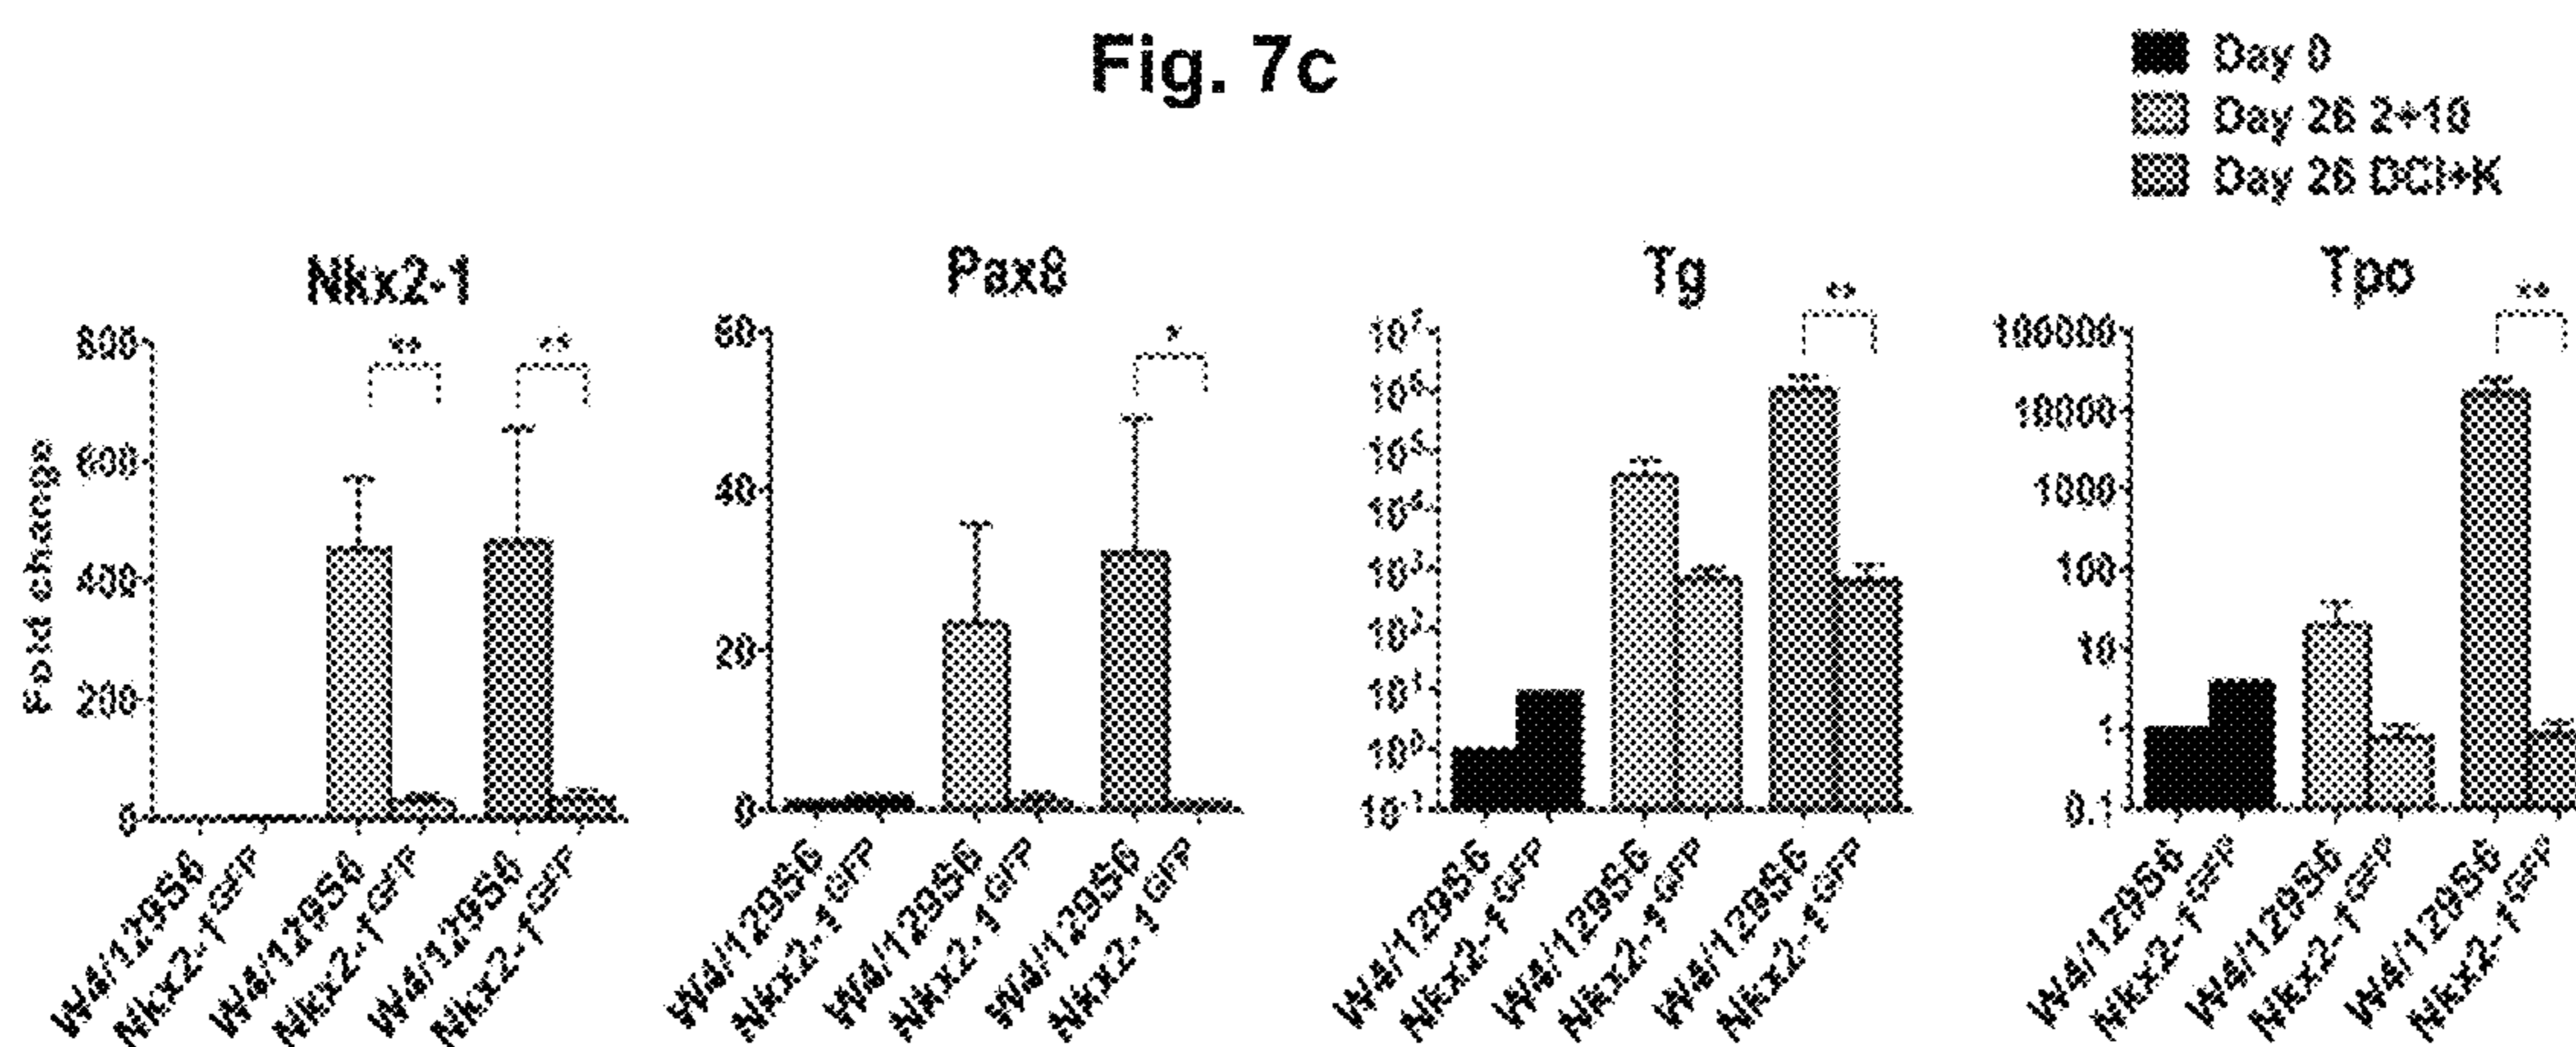 Fig. 7c
Day 0
Day 26 2+10
Day 26 DCI+K
Nkx2-1
**
**
Fold change
800
600
400
200
0
W4/129S6
Nkx2-1GFP
W4/129S6
Nkx2-1GFP
W4/129S6
Nkx2-1GFP
Pax8
*
60
40
20
0
W4/129S6
Nkx2-1GFP
W4/129S6
Nkx2-1GFP
W4/129S6
Nkx2-1GFP
Tg
**
10⁷
10⁶
10⁵
10⁴
10³
10²
10¹
10⁰
10⁻¹
W4/129S6
Nkx2-1GFP
W4/129S6
Nkx2-1GFP
W4/129S6
Nkx2-1GFP
Tpo
**
100000
10000
1000
100
10
1
0.1
W4/129S6
Nkx2-1GFP
W4/129S6
Nkx2-1GFP
W4/129S6
Nkx2-1GFP